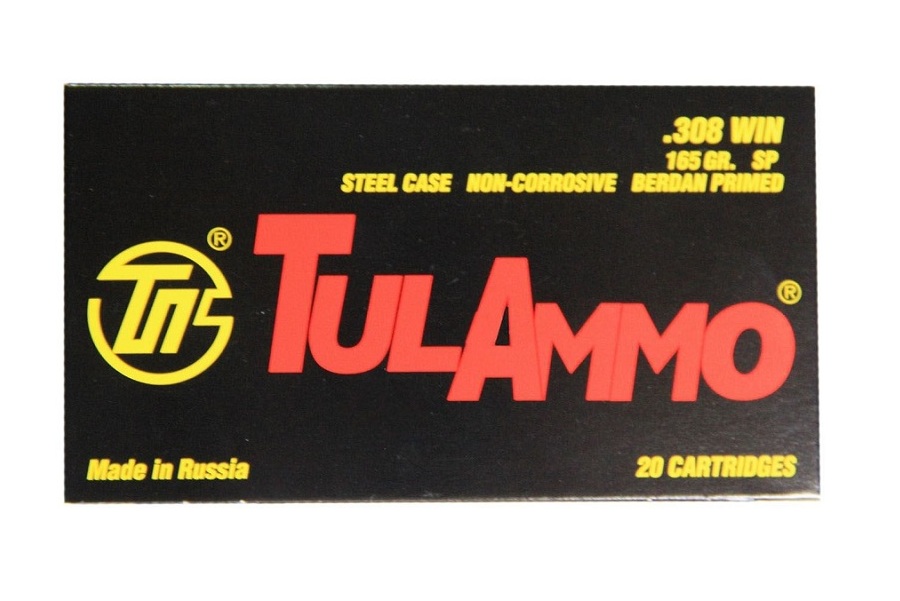 .308 WIN
165 GR. SP
STEEL CASE NON-CORROSIVE BERDAN PRIMED
®
TULAMMO®
Made in Russia
20 CARTRIDGES